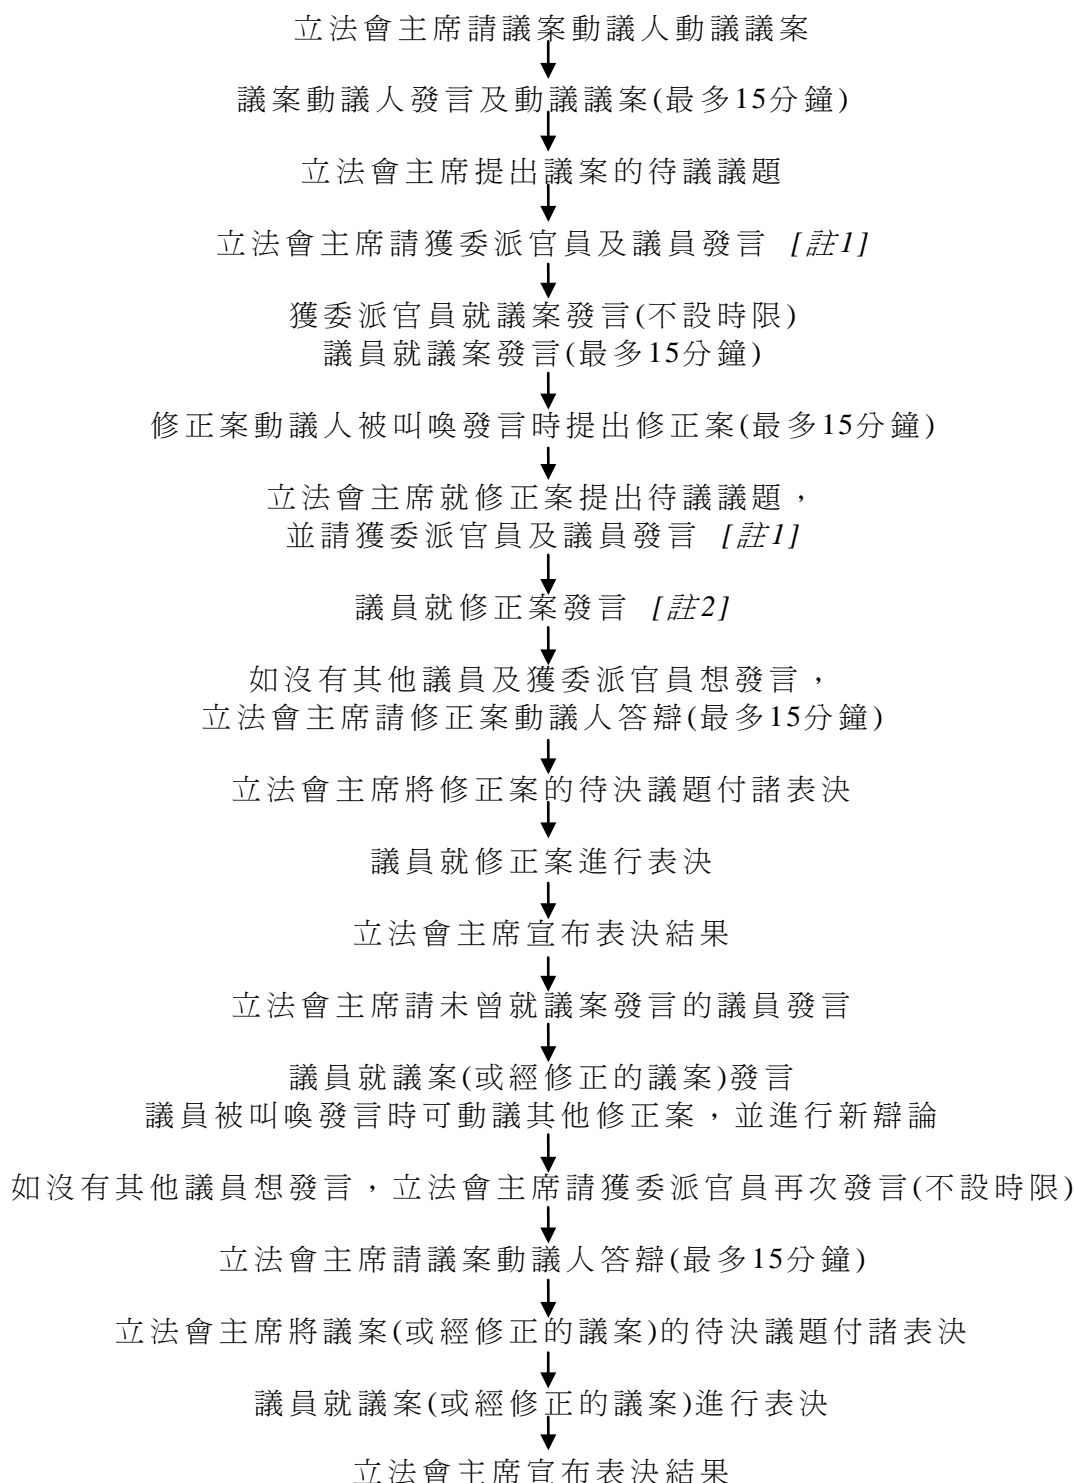 立法會主席請議案動議人動議議案
議案動議人發言及動議議案(最多15分鐘)
立法會主席提出議案的待議議題
立法會主席請獲委派官員及議員發言 [註1]
獲委派官員就議案發言(不設時限)
議員就議案發言(最多15分鐘)
修正案動議人被叫喚發言時提出修正案(最多15分鐘)
立法會主席就修正案提出待議議題，
並請獲委派官員及議員發言 [註1]
議員就修正案發言 [註2]
如沒有其他議員及獲委派官員想發言，
立法會主席請修正案動議人答辯(最多15分鐘)
立法會主席將修正案的待決議題付諸表決
議員就修正案進行表決
立法會主席宣布表決結果
立法會主席請未曾就議案發言的議員發言
議員就議案(或經修正的議案)發言
議員被叫喚發言時可動議其他修正案，並進行新辯論
如沒有其他議員想發言，立法會主席請獲委派官員再次發言(不設時限)
立法會主席請議案動議人答辯(最多15分鐘)
立法會主席將議案(或經修正的議案)的待決議題付諸表決
議員就議案(或經修正的議案)進行表決
立法會主席宣布表決結果